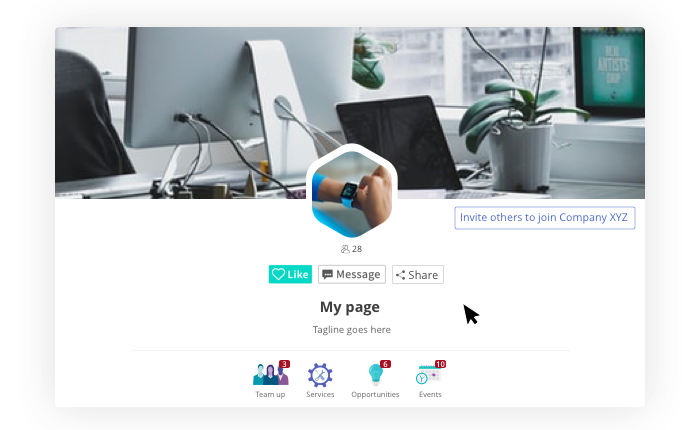 REAL
ARTISTS
SHIP
Invite others to join Company XYZ
28
Like
Message
Share
My page
Tagline goes here
3
6
10
Team up
Services
Opportunities
Events